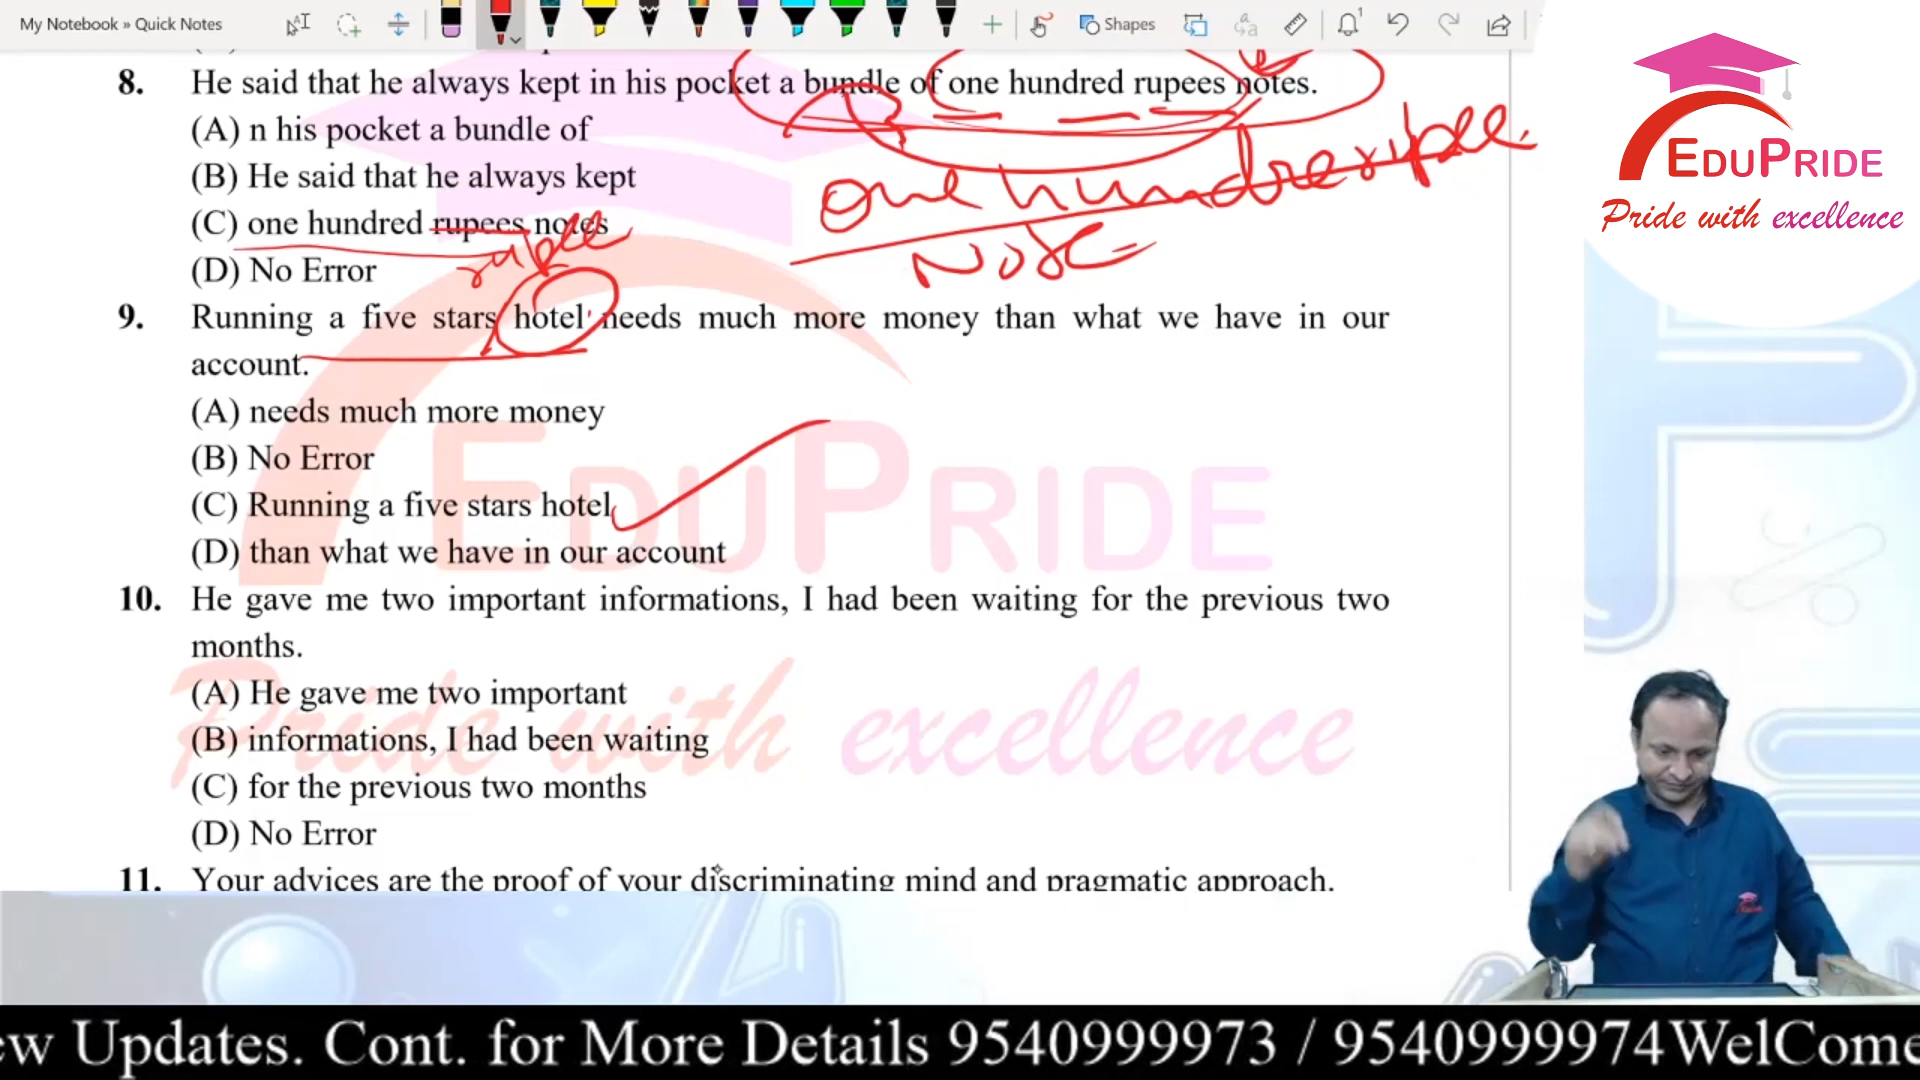 My Notebook » Quick Notes
Shapes
8. He said that he always kept in his pocket a bundle of one hundred rupees notes.
(A) n his pocket a bundle of
(B) He said that he always kept
(C) one hundred rupees notes
rupee
one hundre rupee
Note
(D) No Error
9. Running a five stars hotel needs much more money than what we have in our
account.
(A) needs much more money
(B) No Error
(C) Running a five stars hotel
(D) than what we have in our account
10. He gave me two important informations, I had been waiting for the previous two
months.
(A) He gave me two important
(B) informations, I had been waiting
(C) for the previous two months
(D) No Error
11. Your advices are the proof of your discriminating mind and pragmatic approach.
EDUPRIDE
Pride with excellence
EDUPRIDE
Pride with excellence
ew Updates. Cont. for More Details 9540999973 / 9540999974WelCome